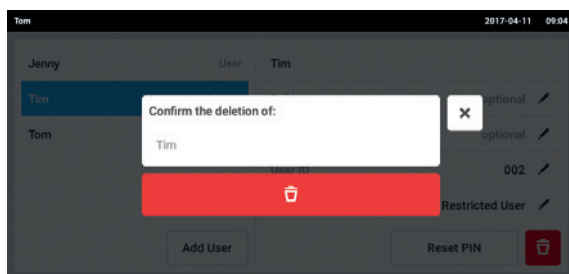 Tom 2017-04-11 09:04
Jenny User Tim
Tim optional
Confirm the deletion of:
Tom optional
Tim
User ID 002
Restricted User
Add User Reset PIN